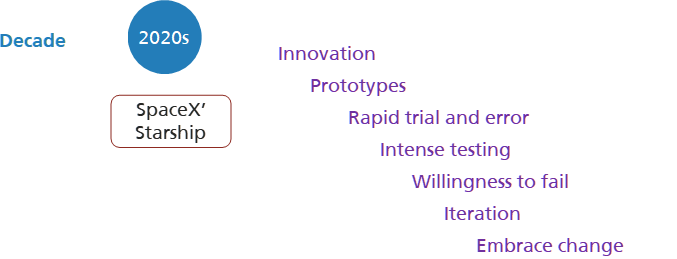 Decade
2020s
SpaceX’
Starship
Innovation
Prototypes
Rapid trial and error
Intense testing
Willingness to fail
Iteration
Embrace change